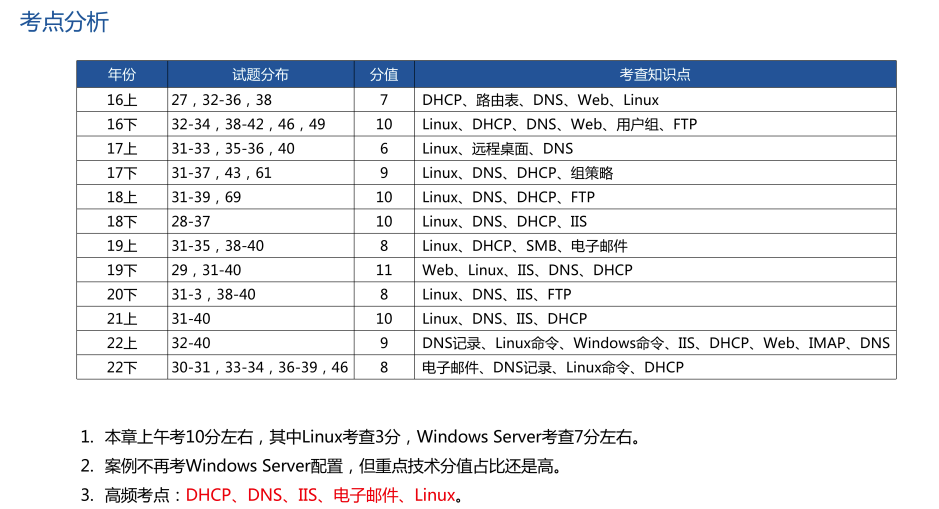 考点分析
年份 试题分布 分值 考查知识点
16上 27，32-36，38 7 DHCP、路由表、DNS、Web、Linux
16下 32-34，38-42，46，49 10 Linux、DHCP、DNS、Web、用户组、FTP
17上 31-33，35-36，40 6 Linux、远程桌面、DNS
17下 31-37，43，61 9 Linux、DNS、DHCP、组策略
18上 31-39，69 10 Linux、DNS、DHCP、FTP
18下 28-37 10 Linux、DNS、DHCP、IIS
19上 31-35，38-40 8 Linux、DHCP、SMB、电子邮件
19下 29，31-40 11 Web、Linux、IIS、DNS、DHCP
20下 31-3，38-40 8 Linux、DNS、IIS、FTP
21上 31-40 10 Linux、DNS、IIS、DHCP
22上 32-40 9 DNS记录、Linux命令、Windows命令、IIS、DHCP、Web、IMAP、DNS
22下 30-31，33-34，36-39，46 8 电子邮件、DNS记录、Linux命令、DHCP
1. 本章上午考10分左右，其中Linux考查3分，Windows Server考查7分左右。
2. 案例不再考Windows Server配置，但重点技术分值占比还是高。
3. 高频考点：DHCP、DNS、IIS、电子邮件、Linux。